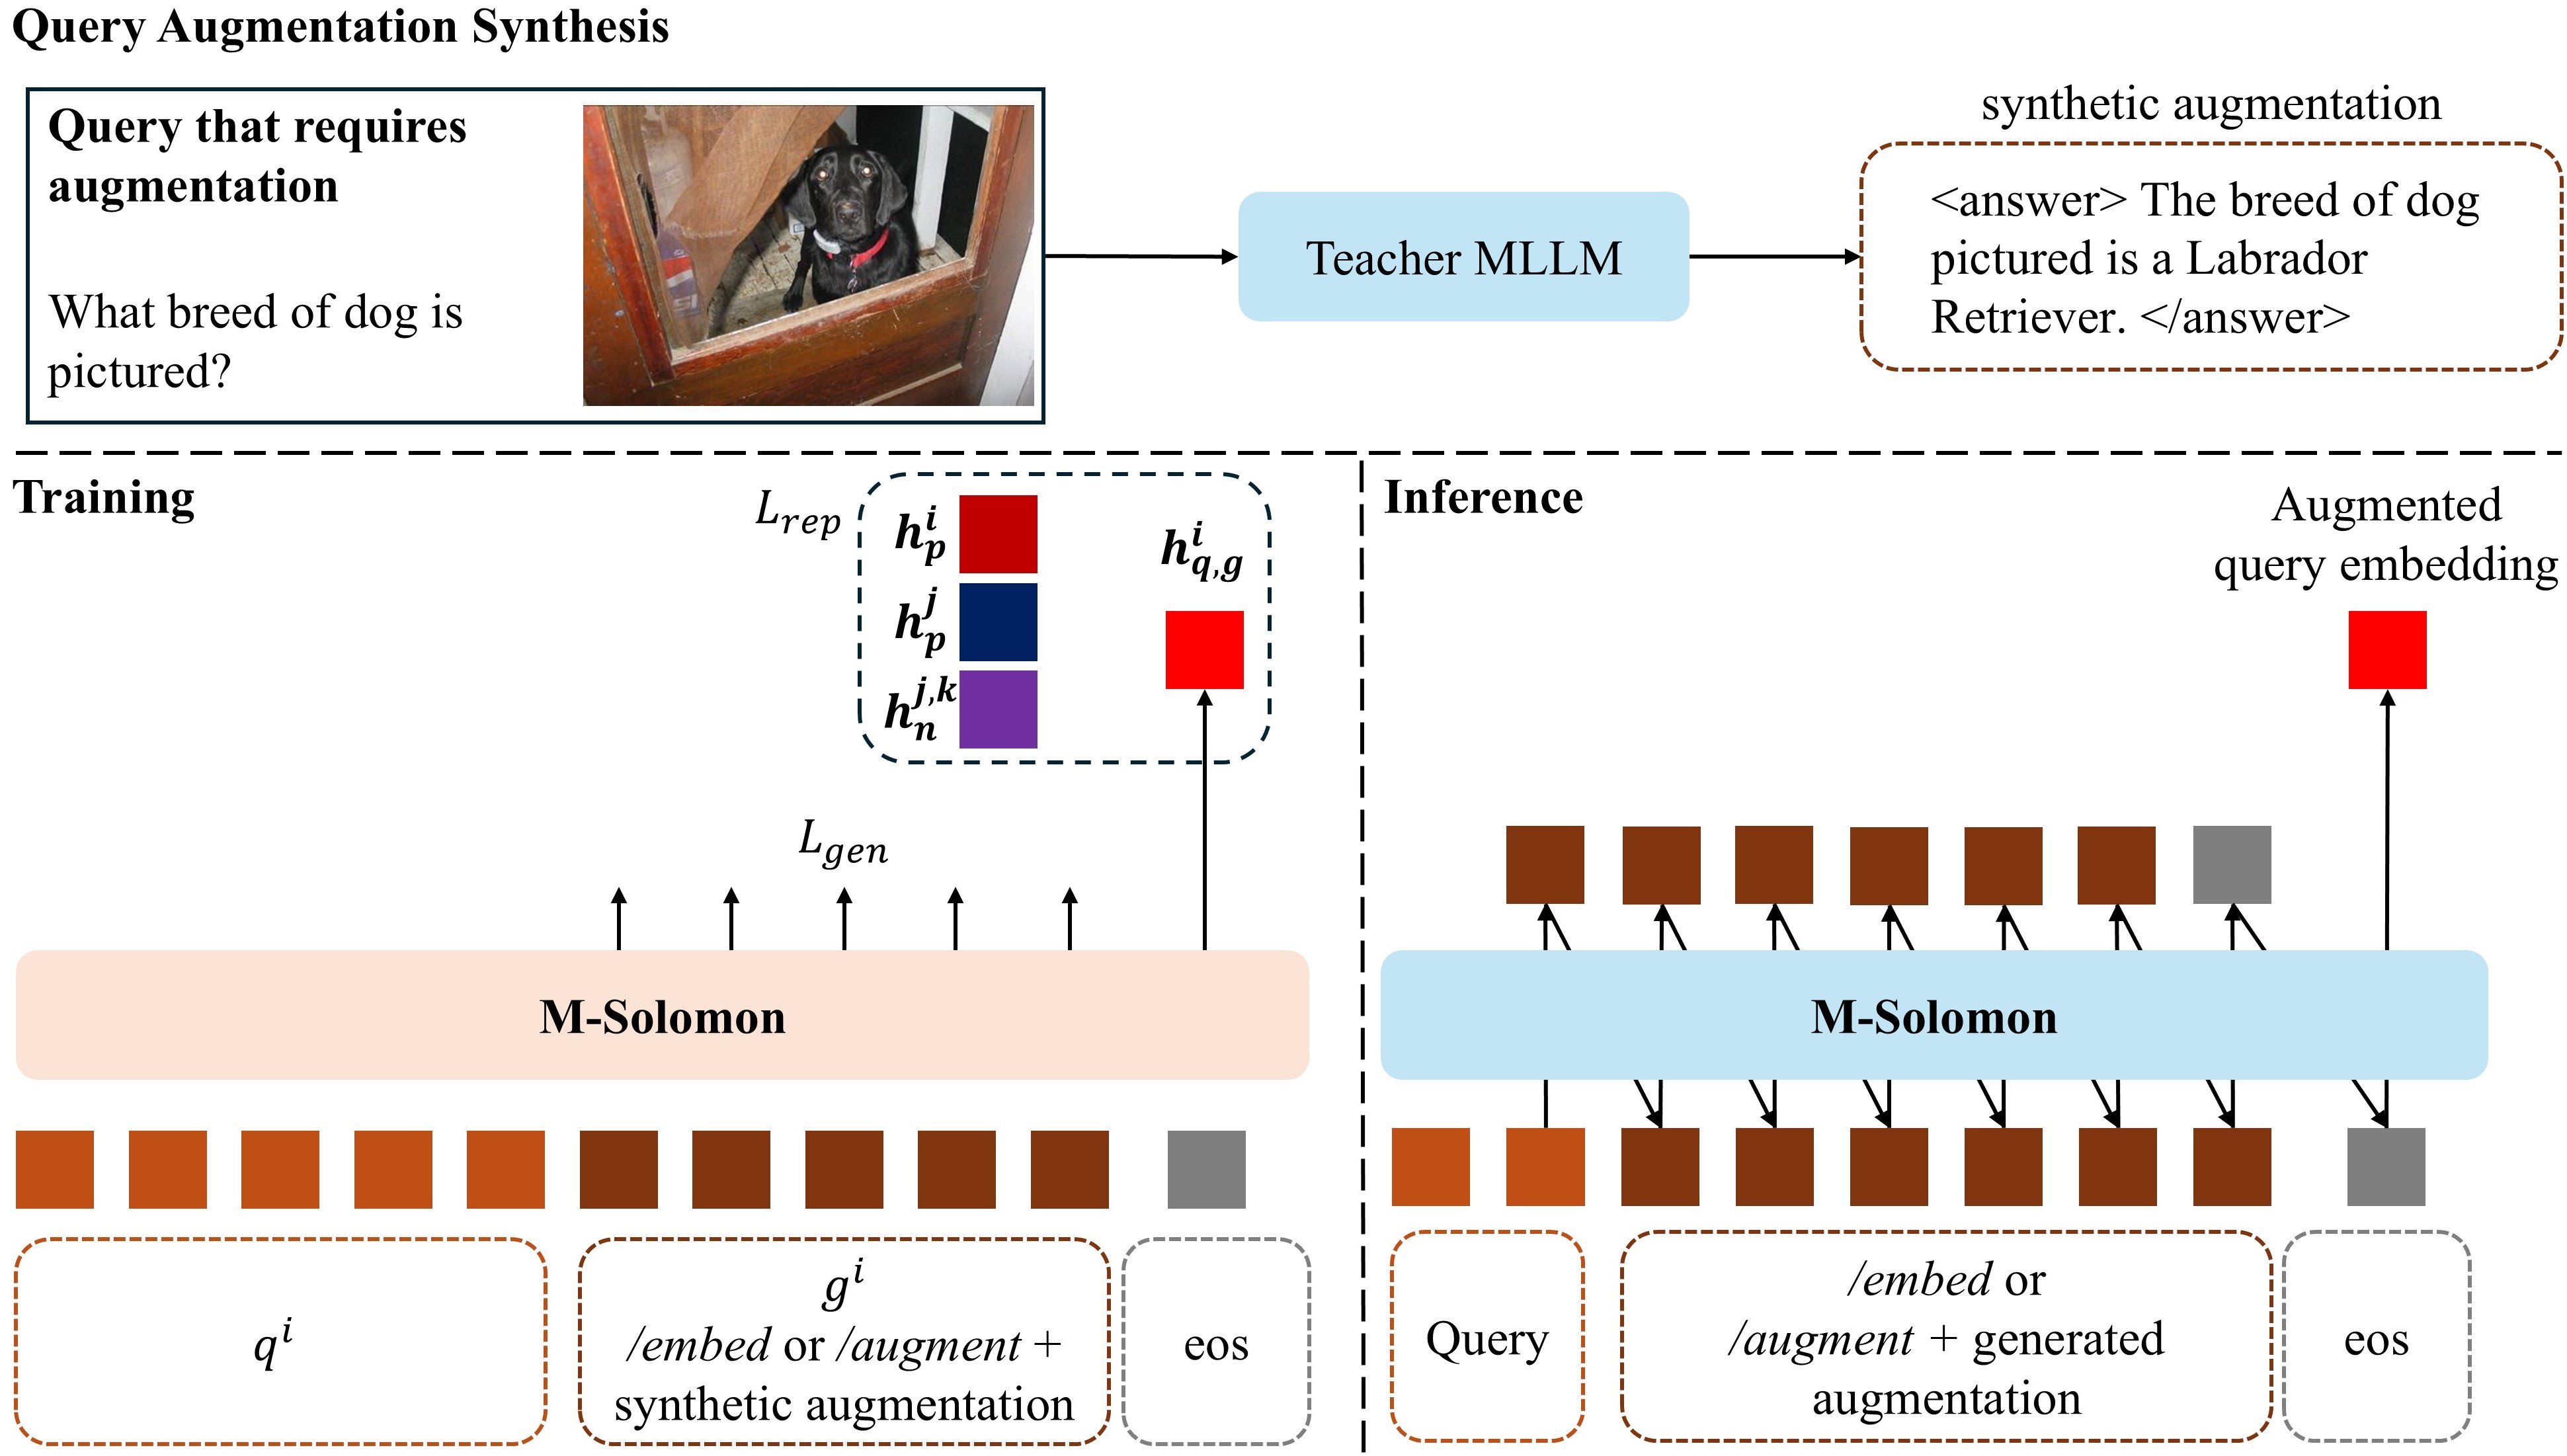 Query Augmentation Synthesis
Query that requires
augmentation
What breed of dog is
pictured?
Teacher MLLM
synthetic augmentation
<answer> The breed of dog
pictured is a Labrador
Retriever. </answer>
Training
L_{rep}
h_p^i
h_p^j
h_n^{j,k}
h_{q,g}^i
L_{gen}
M-Solomon
q^i
g^i
/embed or /augment +
synthetic augmentation
eos
Inference
Augmented
query embedding
M-Solomon
Query
/embed or
/augment + generated
augmentation
eos